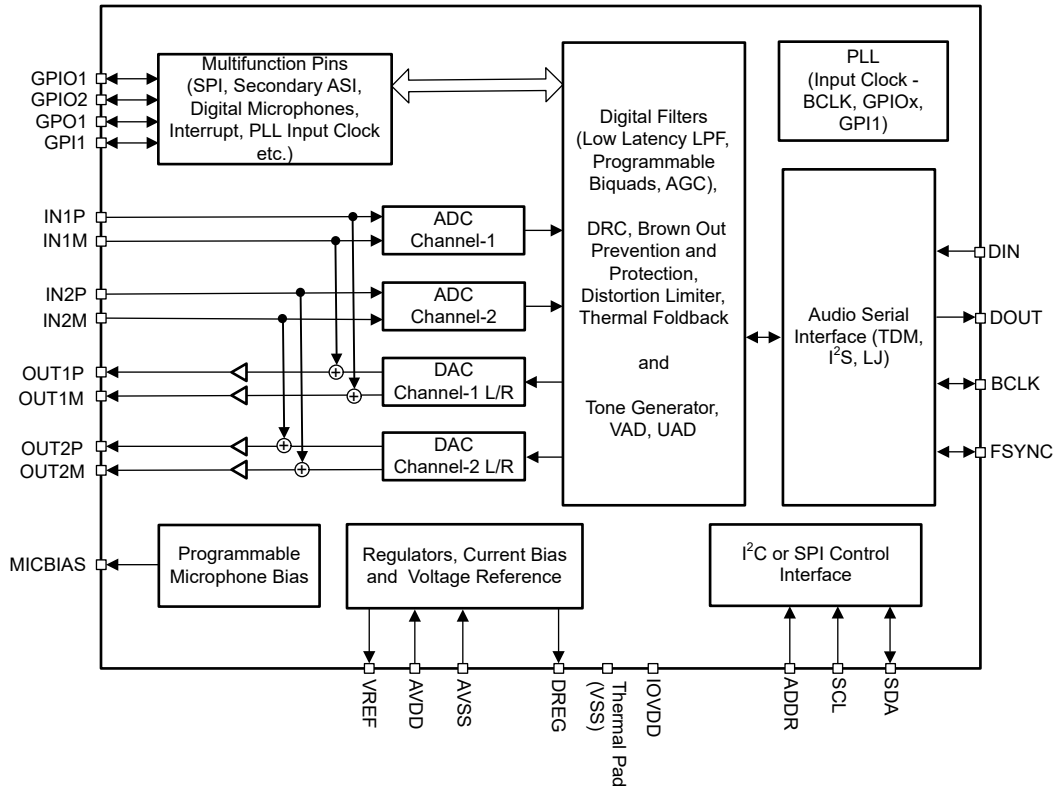 GPIO1
GPIO2
GPO1
GPI1
Multifunction Pins
(SPI, Secondary ASI,
Digital Microphones,
Interrupt, PLL Input Clock
etc.)
IN1P
IN1M
IN2P
IN2M
OUT1P
OUT1M
OUT2P
OUT2M
MICBIAS
ADC
Channel-1
ADC
Channel-2
DAC
Channel-1 L/R
DAC
Channel-2 L/R
Digital Filters
(Low Latency LPF,
Programmable
Biquads, AGC),
DRC, Brown Out
Prevention and
Protection,
Distortion Limiter,
Thermal Foldback
and
Tone Generator,
VAD, UAD
PLL
(Input Clock -
BCLK, GPIOx,
GPI1)
Audio Serial
Interface (TDM,
I²S, LJ)
DIN
DOUT
BCLK
FSYNC
Programmable
Microphone Bias
Regulators, Current Bias
and Voltage Reference
I²C or SPI Control
Interface
VREF
AVDD
AVSS
DREG
Thermal Pad
(VSS)
IOVDD
ADDR
SCL
SDA